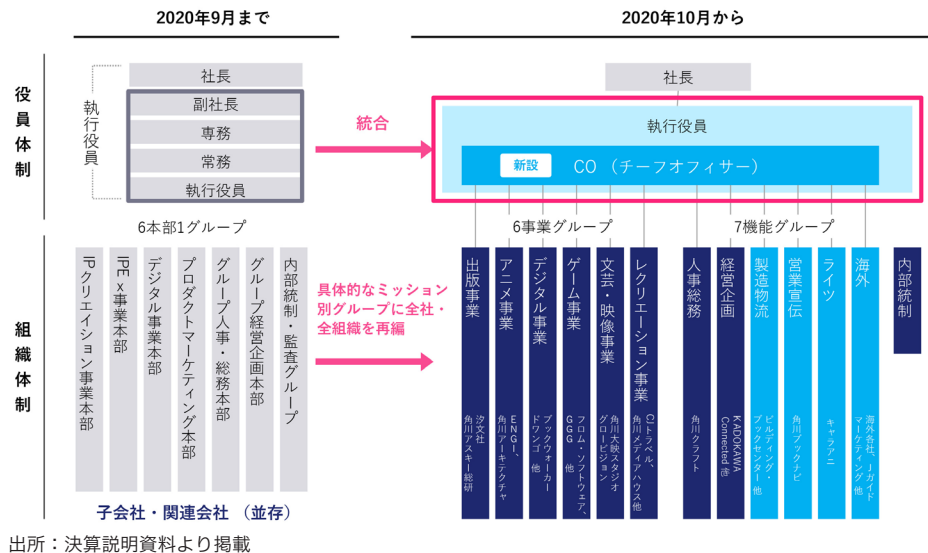 2020年9月まで
2020年10月から
役員体制
執行役員
社長
副社長
専務
常務
執行役員
統合
社長
執行役員
新設
CO （チーフオフィサー）
組織体制
6本部1グループ
IPクリエイション事業本部
IPE x事業本部
デジタル事業本部
プロダクトマーケティング本部
グループ人事・総務本部
グループ経営企画本部
内部統制・監査グループ
子会社・関連会社 （並存）
具体的なミッション
別グループに全社・
全組織を再編
6事業グループ
出版事業
汐文社
角川アスキー総研
アニメ事業
ENGI、
角川アーキテクチャ
デジタル事業
ブックウォーカー
ドワンゴ 他
ゲーム事業
フロム・ソフトウェア、
GGG 他
文芸・映像事業
角川大映スタジオ
グロービジョン
レクリエーション事業
CJトラベル、
角川メディアハウス他
7機能グループ
人事総務
角川クラフト
経営企画
KADOKAWA
Connected 他
製造物流
ビルディング・
ブックセンター 他
営業宣伝
角川ブックナビ
ライツ
キャラアニ
海外
海外各社、Jガイド
マーケティング 他
内部統制
出所：決算説明資料より掲載